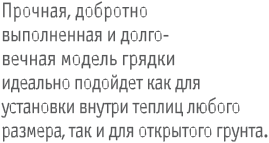 Прочная, добротно
выполненная и долго-
вечная модель грядки
идеально подойдет как для
установки внутри теплиц любого
размера, так и для открытого грунта.